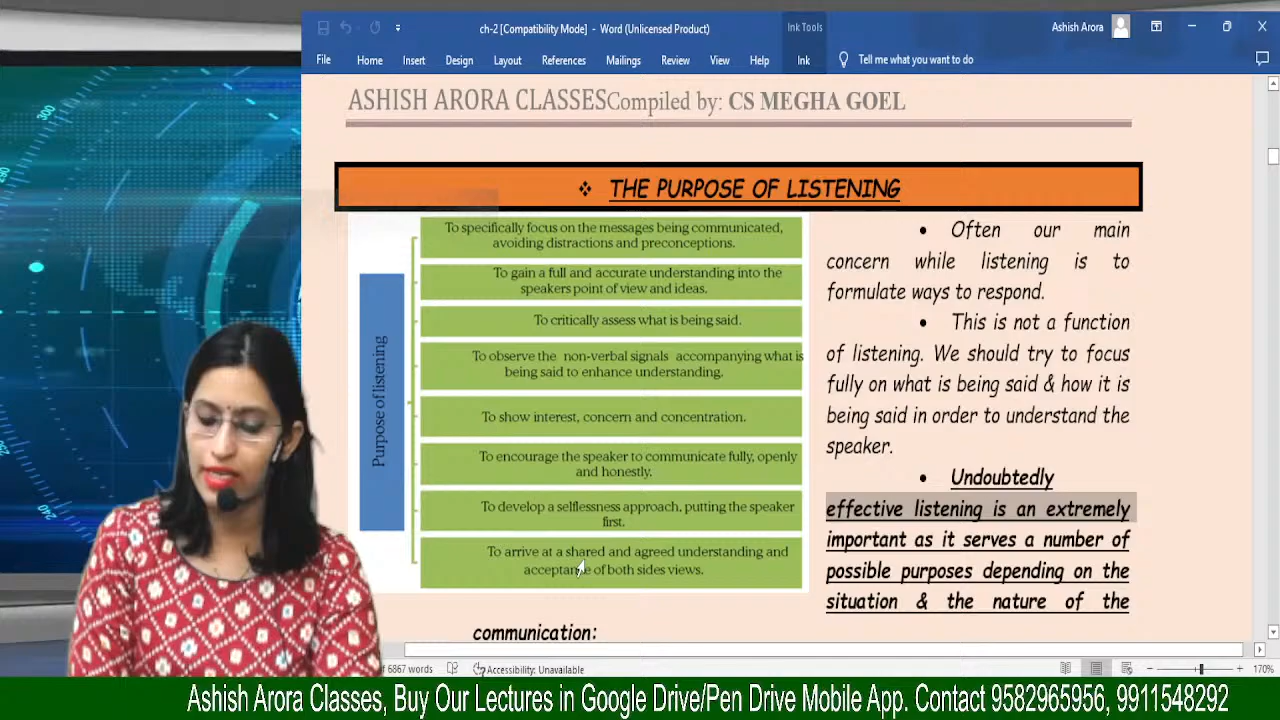 ch-2 [Compatibility Mode] - Word (Unlicensed Product)
Ink Tools
Ashish Arora
File Home Insert Design Layout References Mailings Review View Help Ink Tell me what you want to do
ASHISH ARORA CLASSESCompiled by: CS MEGHA GOEL
❖ THE PURPOSE OF LISTENING
Purpose of listening
To specifically focus on the messages being communicated,
avoiding distractions and preconceptions.
To gain a full and accurate understanding into the
speakers point of view and ideas.
To critically assess what is being said.
To observe the non-verbal signals accompanying what is
being said to enhance understanding.
To show interest, concern and concentration.
To encourage the speaker to communicate fully, openly
and honestly.
To develop a selflessness approach, putting the speaker
first.
To arrive at a shared and agreed understanding and
acceptance of both sides views.
• Often our main
concern while listening is to
formulate ways to respond.
• This is not a function
of listening. We should try to focus
fully on what is being said & how it is
being said in order to understand the
speaker.
• Undoubtedly
effective listening is an extremely
important as it serves a number of
possible purposes depending on the
situation & the nature of the
communication:
of 6867 words
Accessibility: Unavailable
170%
300
240
Ashish Arora Classes, Buy Our Lectures in Google Drive/Pen Drive Mobile App. Contact 9582965956, 9911548292